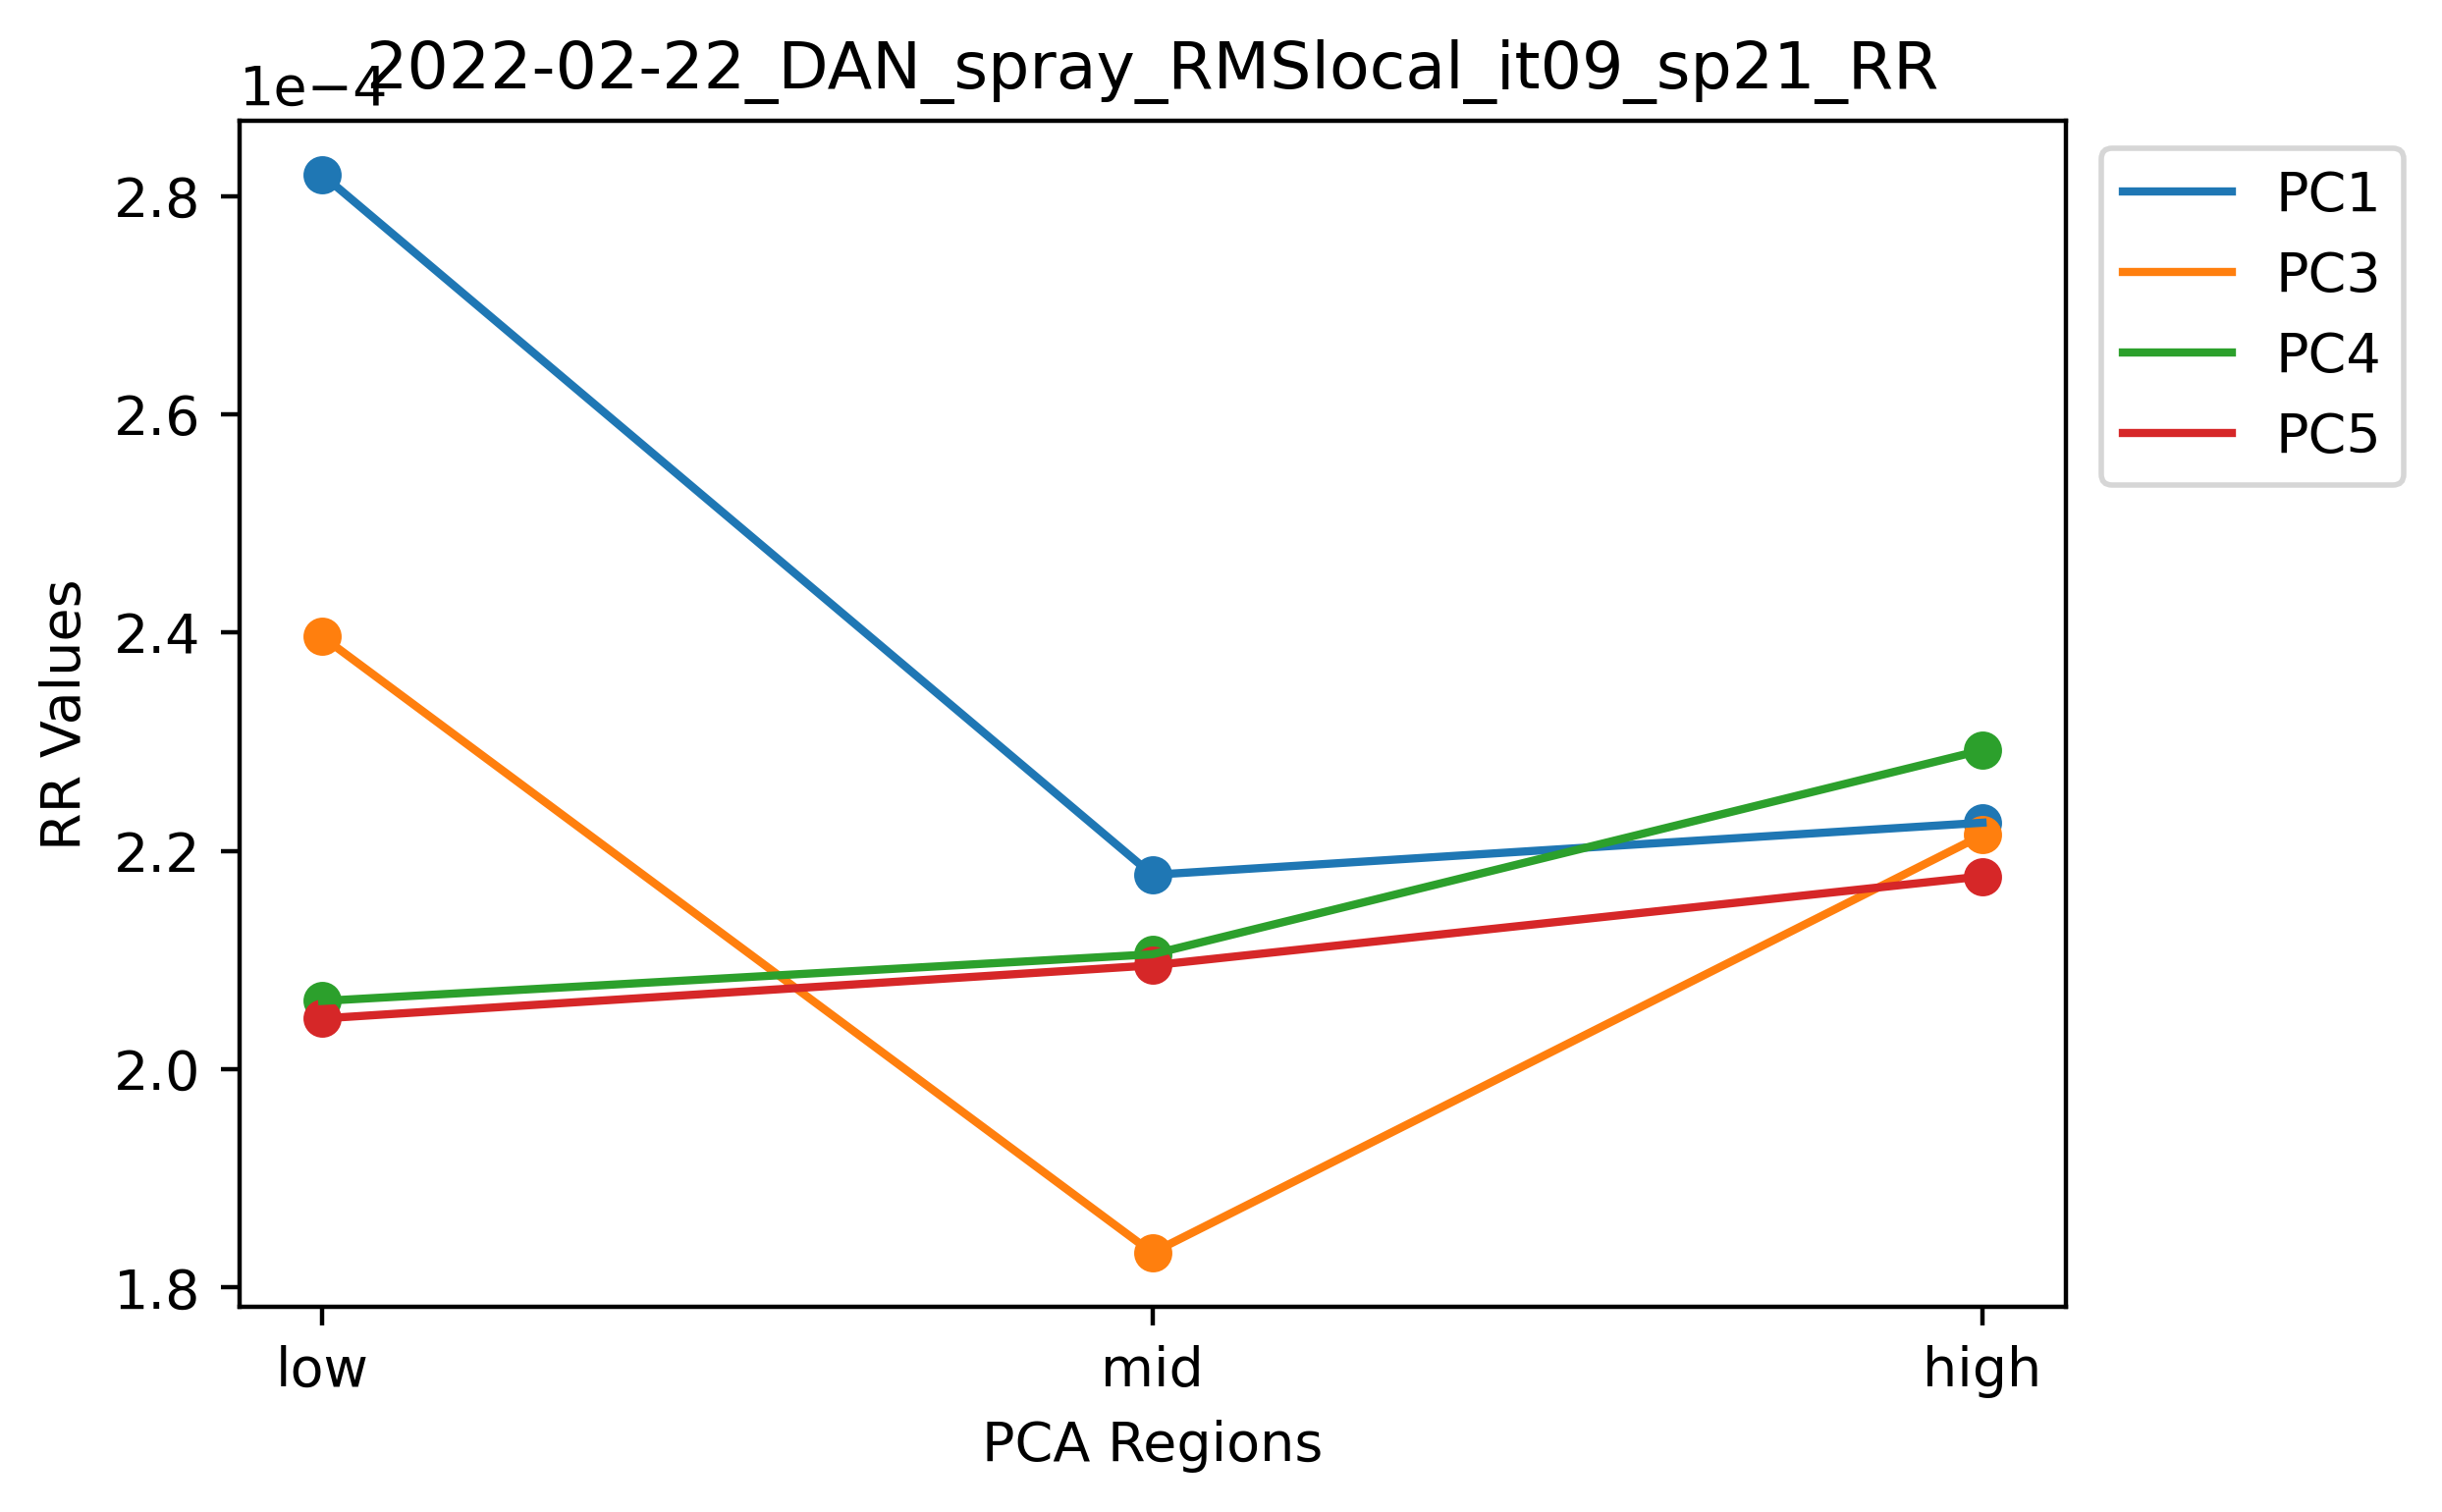 2022-02-22_DAN_spray_RMSlocal_it09_sp21_RR
1e−4
2.8
2.6
2.4
2.2
2.0
1.8
RR Values
low
mid
high
PCA Regions
PC1
PC3
PC4
PC5